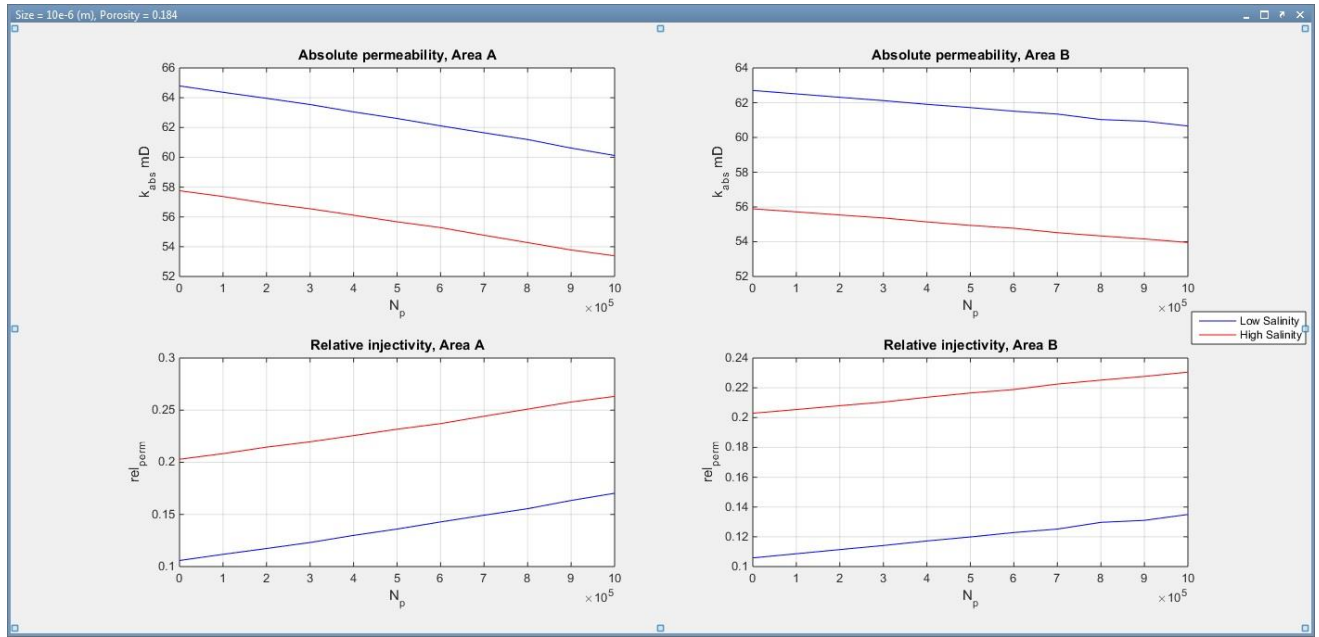 Size = 10e-6 (m), Porosity = 0.184
Absolute permeability, Area A
66
64
62
60
58
56
54
52
k_abs mD
0 1 2 3 4 5 6 7 8 9 10
N_p
×10^5
Absolute permeability, Area B
64
62
60
58
56
54
52
k_abs mD
0 1 2 3 4 5 6 7 8 9 10
N_p
×10^5
Low Salinity
High Salinity
Relative injectivity, Area A
0.3
0.25
0.2
0.15
0.1
rel_perm
0 1 2 3 4 5 6 7 8 9 10
N_p
×10^5
Relative injectivity, Area B
0.24
0.22
0.2
0.18
0.16
0.14
0.12
0.1
rel_perm
0 1 2 3 4 5 6 7 8 9 10
N_p
×10^5